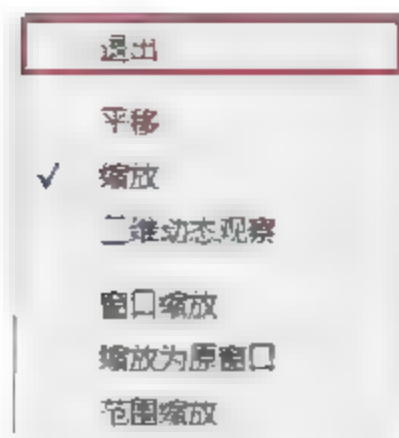 退出
平移
✓ 缩放
三维动态观察
窗口缩放
缩放为原窗口
范围缩放